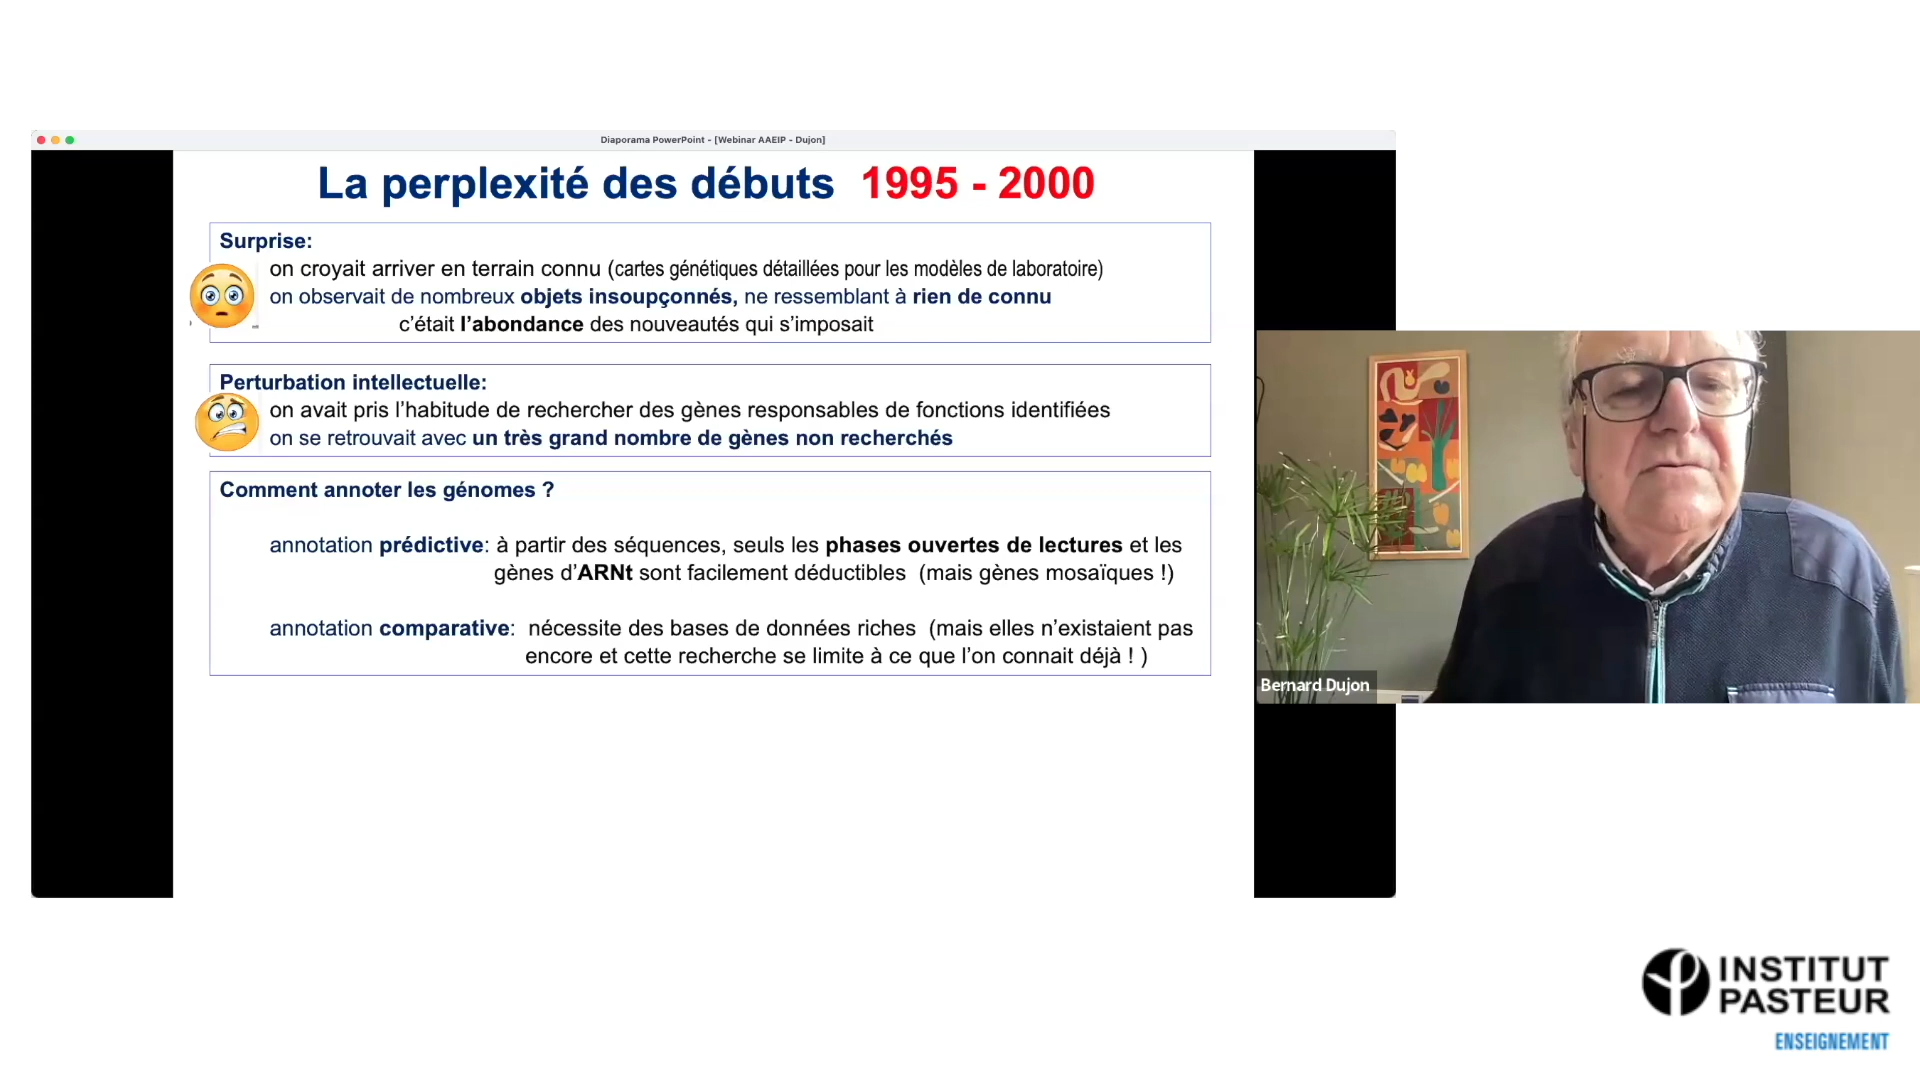 Diaporama PowerPoint - [Webinar AAEIP - Dujon]
La perplexité des débuts 1995 - 2000
Surprise:
on croyait arriver en terrain connu (cartes génétiques détaillées pour les modèles de laboratoire)
on observait de nombreux objets insoupçonnés, ne ressemblant à rien de connu
c’était l’abondance des nouveautés qui s’imposait
Perturbation intellectuelle:
on avait pris l’habitude de rechercher des gènes responsables de fonctions identifiées
on se retrouvait avec un très grand nombre de gènes non recherchés
Comment annoter les génomes ?
annotation prédictive: à partir des séquences, seuls les phases ouvertes de lectures et les
gènes d’ARNt sont facilement déductibles (mais gènes mosaïques !)
annotation comparative: nécessite des bases de données riches (mais elles n’existaient pas
encore et cette recherche se limite à ce que l’on connait déjà ! )
Bernard Dujon
INSTITUT
PASTEUR
ENSEIGNEMENT